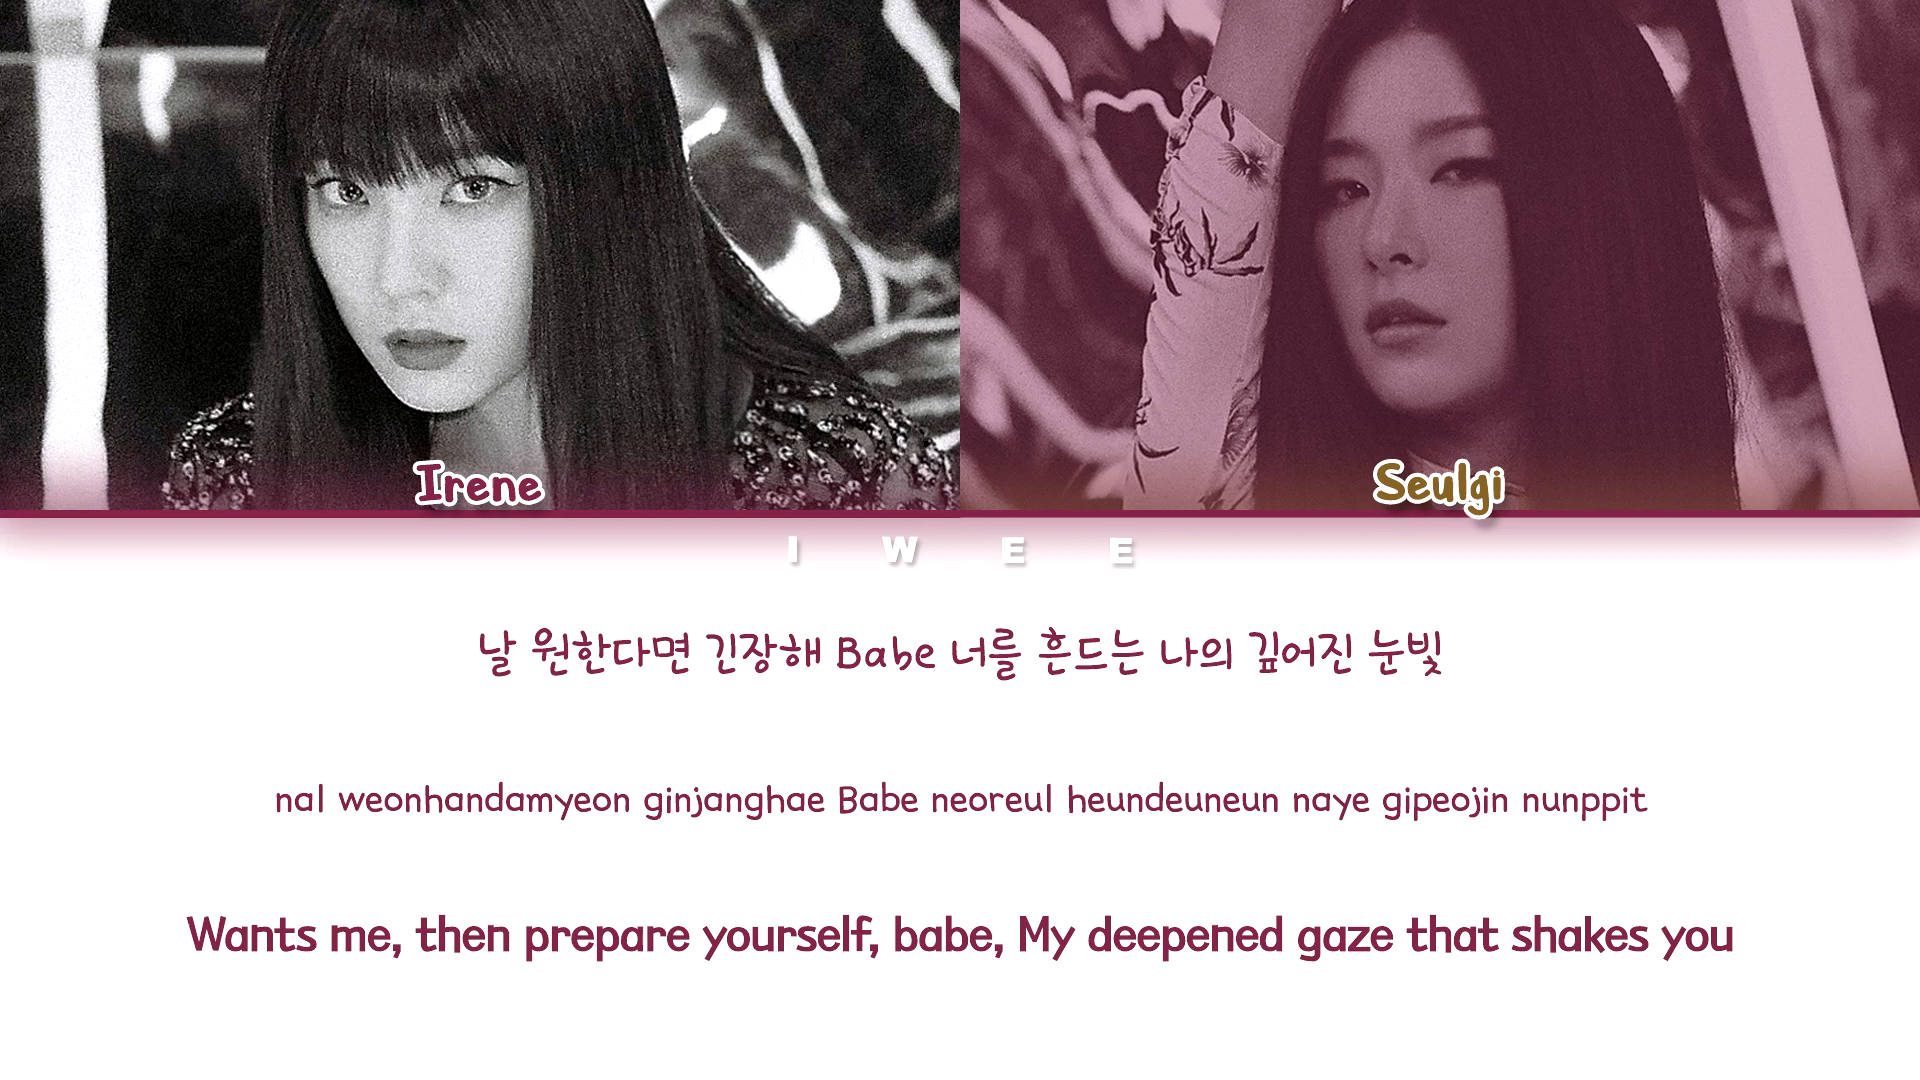 Irene
Seulgi
I W E E
날 원한다면 긴장해 Babe 너를 흔드는 나의 깊어진 눈빛
nal weonhandamyeon ginjanghae Babe neoreul heundeuneun naye gipeojin nunppit
Wants me, then prepare yourself, babe, My deepened gaze that shakes you